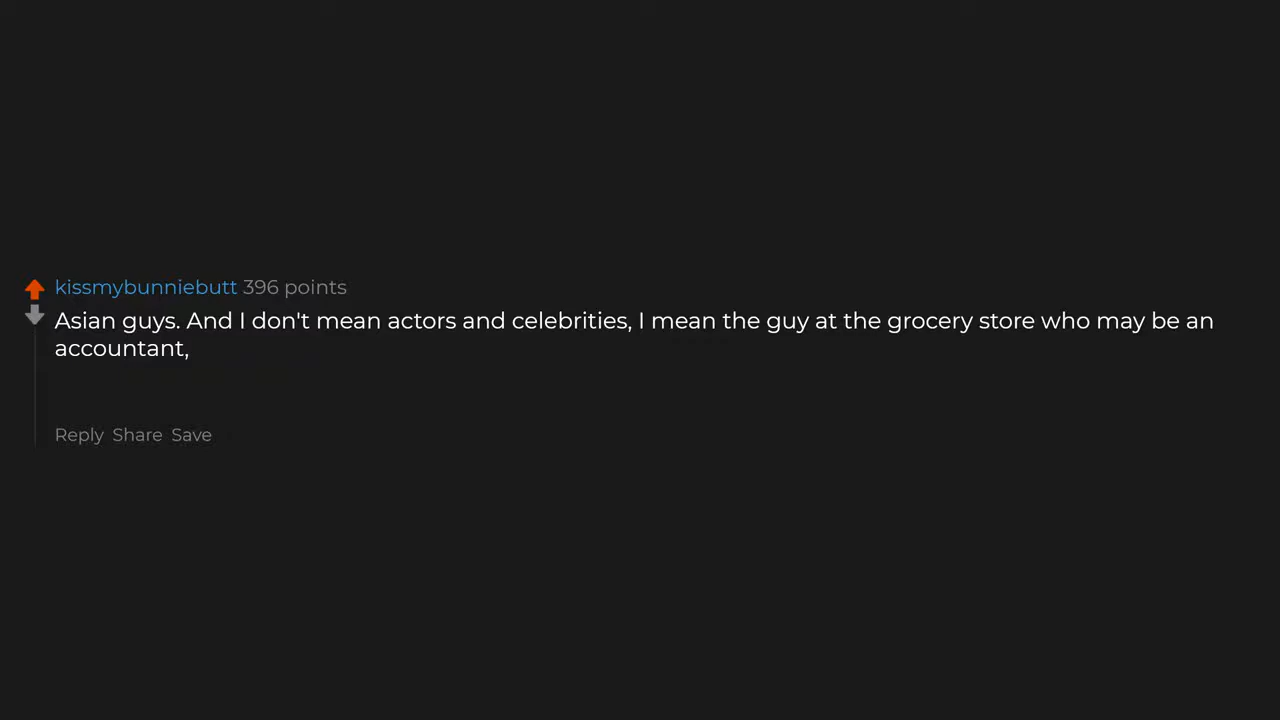 kissmybunniebutt 396 points
Asian guys. And I don't mean actors and celebrities, I mean the guy at the grocery store who may be an
accountant,
Reply Share Save